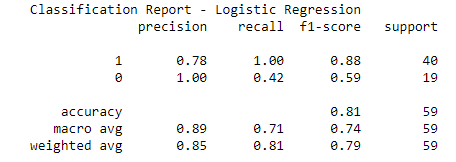 Classification Report - Logistic Regression
precision recall f1-score support
1 0.78 1.00 0.88 40
0 1.00 0.42 0.59 19
accuracy 0.81 59
macro avg 0.89 0.71 0.74 59
weighted avg 0.85 0.81 0.79 59